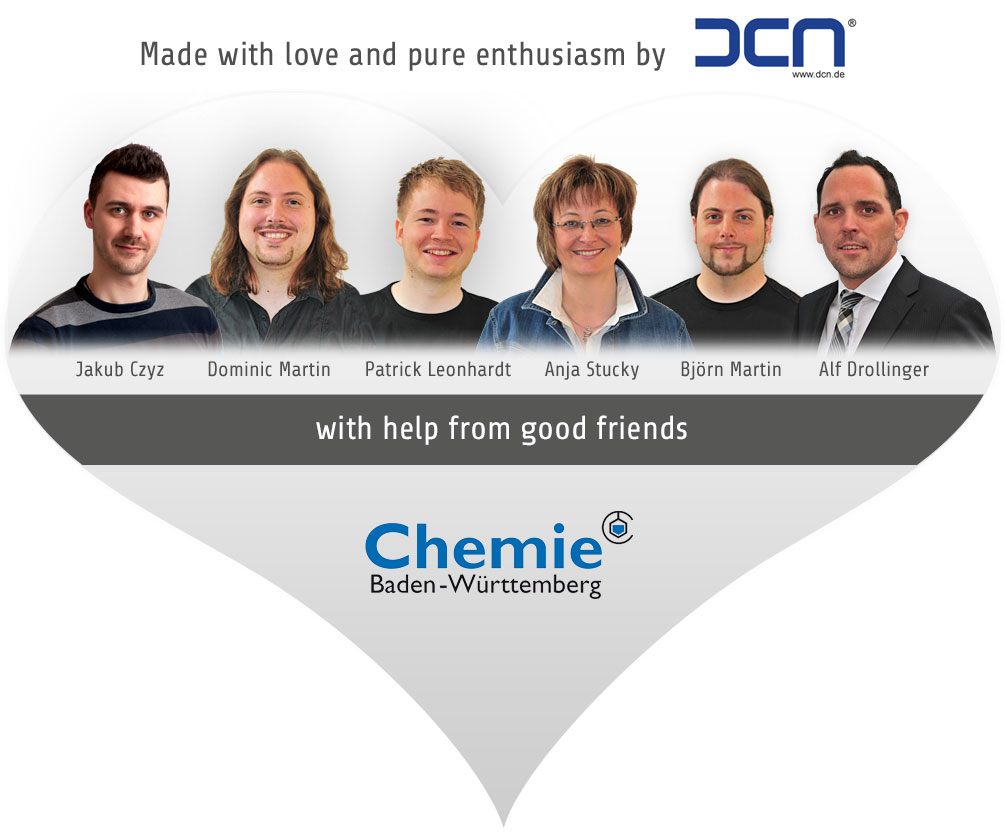 Made with love and pure enthusiasm by DCN®
www.dcn.de
Jakub Czyz Dominic Martin Patrick Leonhardt Anja Stucky Björn Martin Alf Drollinger
with help from good friends
Chemie
Baden-Württemberg